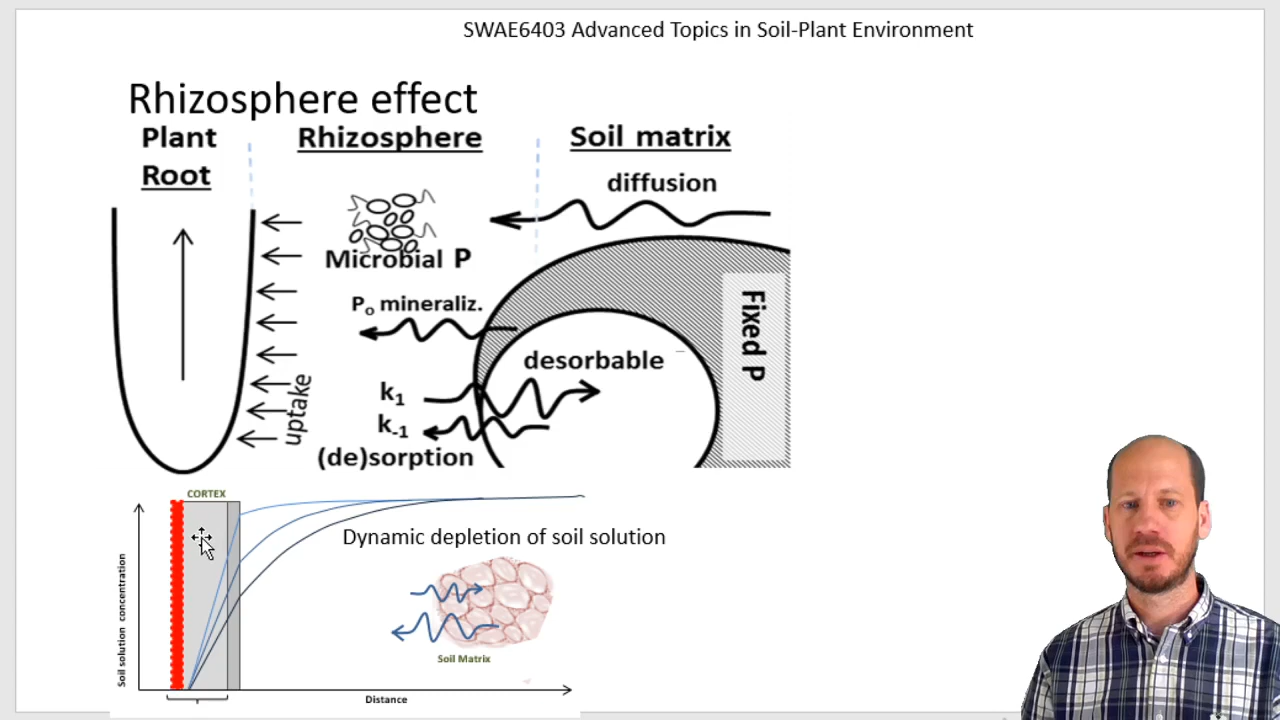 SWAE6403 Advanced Topics in Soil-Plant Environment
Rhizosphere effect
Plant
Root
Rhizosphere
Soil matrix
diffusion
Microbial P
Po mineraliz.
Fixed P
desorbable
k1
k-1
uptake
(de)sorption
CORTEX
Dynamic depletion of soil solution
Soil solution concentration
Soil Matrix
Distance